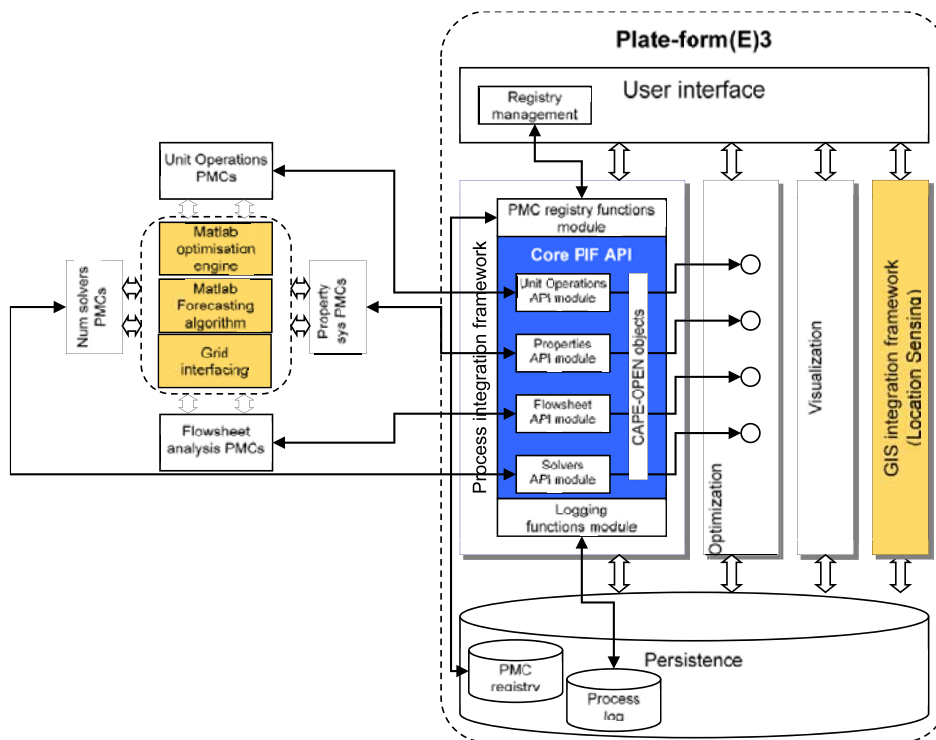 Plate-form(E)3
User interface
Registry
management
Unit Operations
PMCs
Matlab
optimisation
engine
Matlab
Forecasting
algorithm
Grid
interfacing
Num solvers
PMCs
Property
sys PMCs
Flowsheet
analysis PMCs
Process integration framework
PMC registry functions
module
Core PIF API
Unit Operations
API module
Properties
API module
Flowsheet
API module
Solvers
API module
CAPE-OPEN objects
Logging
functions module
Optimization
Visualization
GIS integration framework
(Location Sensing)
Persistence
PMC
registry
Process
log